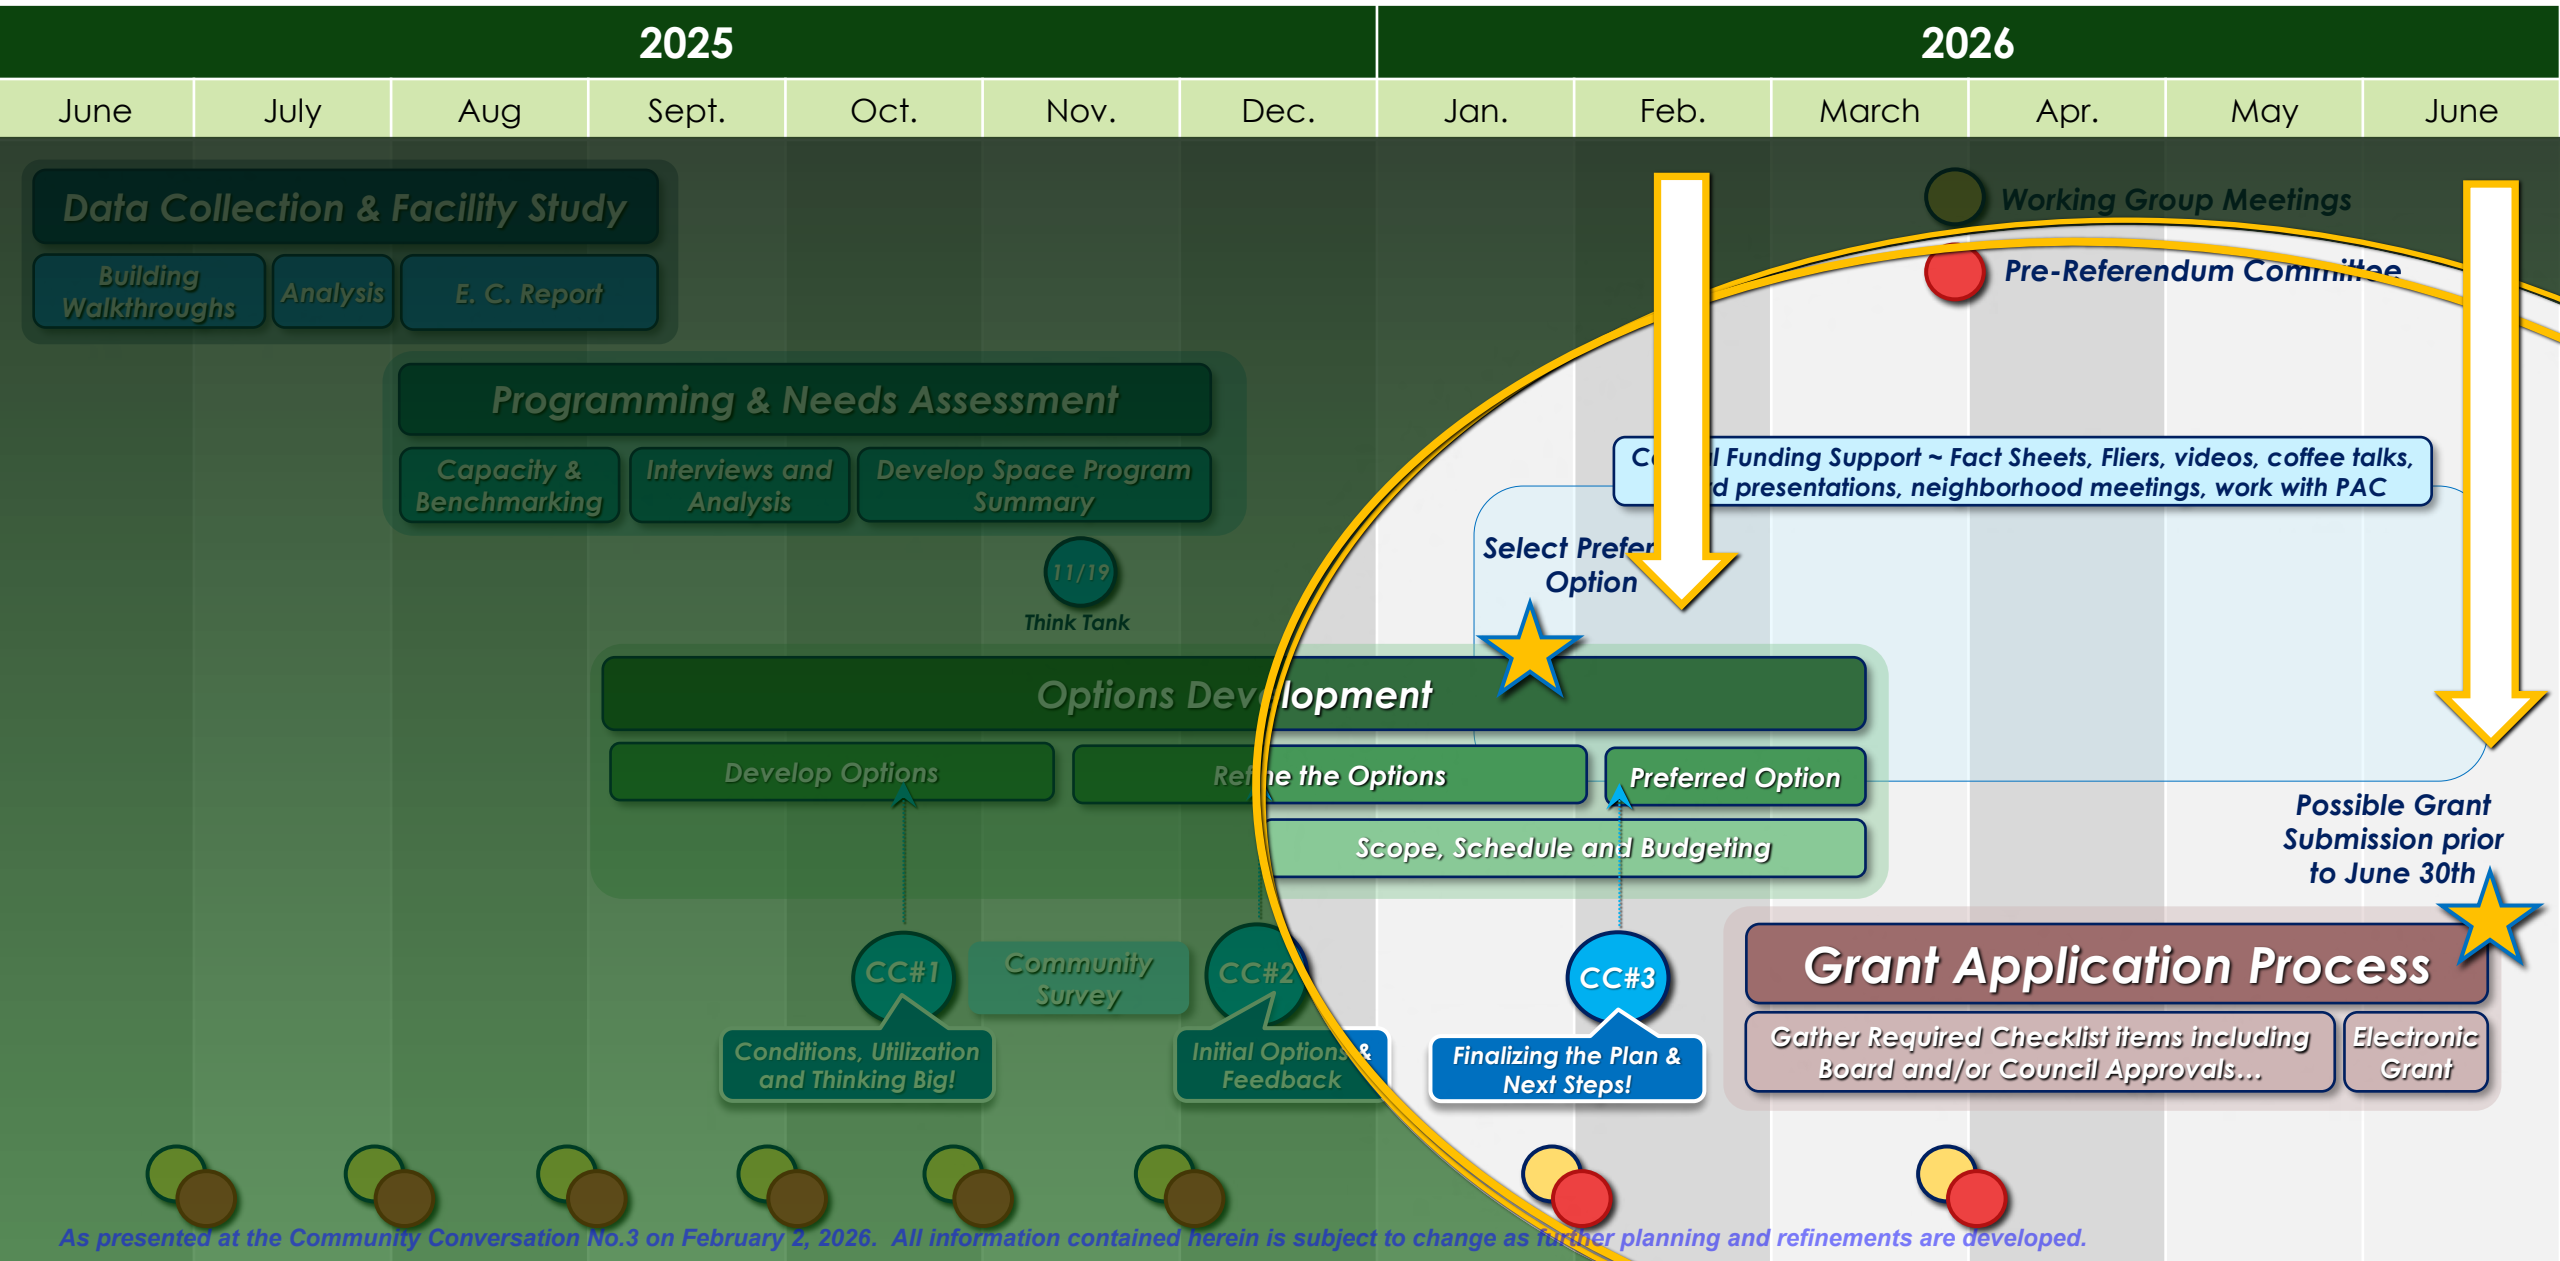 2025
2026
June
July
Aug
Sept.
Oct.
Nov.
Dec.
Jan.
Feb.
March
Apr.
May
June
Data Collection & Facility Study
Building
Walkthroughs
Analysis
E. C. Report
Working Group Meetings
Pre-Referendum Committee
Programming & Needs Assessment
Capacity &
Benchmarking
Interviews and
Analysis
Develop Space Program
Summary
Funding Support ~ Fact Sheets, Fliers, videos, coffee talks,
presentations, neighborhood meetings, work with PAC
11/19
Think Tank
Select
Option
Options Development
Develop Options
Refine the Options
Preferred Option
Scope, Schedule and Budgeting
Possible Grant
Submission prior
to June 30th
CC#1
Community
Survey
CC#2
CC#3
Conditions, Utilization
and Thinking Big!
Initial Options &
Feedback
Finalizing the Plan &
Next Steps!
Grant Application Process
Gather Required Checklist items including
Board and/or Council Approvals...
Electronic
Grant
As presented at the Community Conversation No.3 on February 2, 2026.  All information contained herein is subject to change as further planning and refinements are developed.